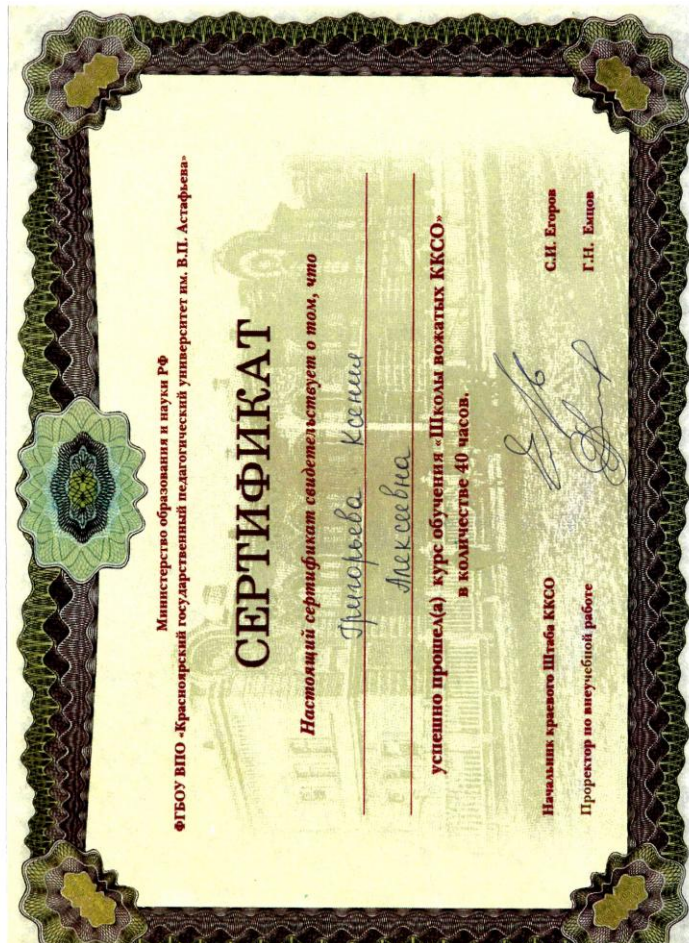 Министерство образования и науки РФ
ФГБОУ ВПО «Красноярский государственный педагогический университет им. В.П. Астафьева»
СЕРТИФИКАТ
Настоящий сертификат свидетельствует о том, что
Григорьева Ксения
Алексеевна
успешно прошел(а) курс обучения «Школы вожатых ККСО»
в количестве 40 часов.
Начальник краевого Штаба ККСО С.И. Егоров
Проректор по внеучебной работе Г.Н. Емцов